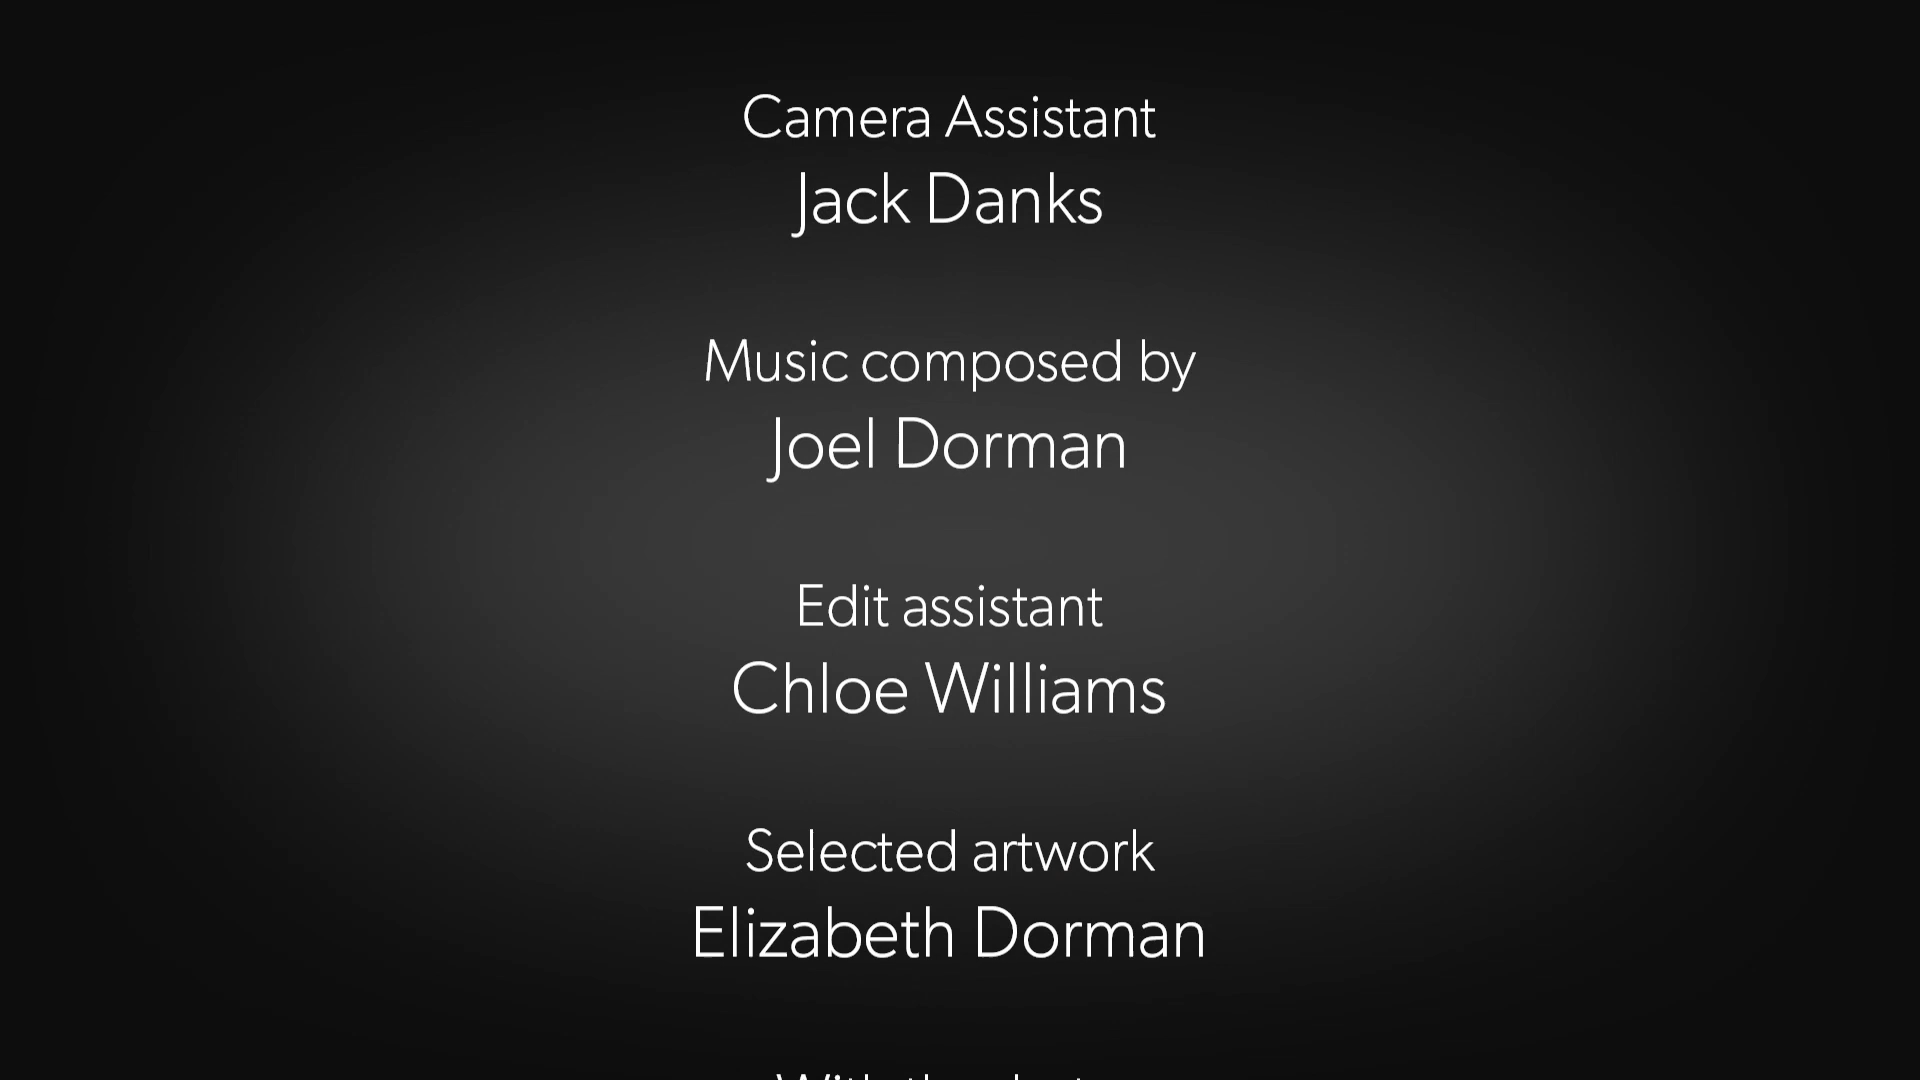 Camera Assistant
Jack Danks
Music composed by
Joel Dorman
Edit assistant
Chloe Williams
Selected artwork
Elizabeth Dorman